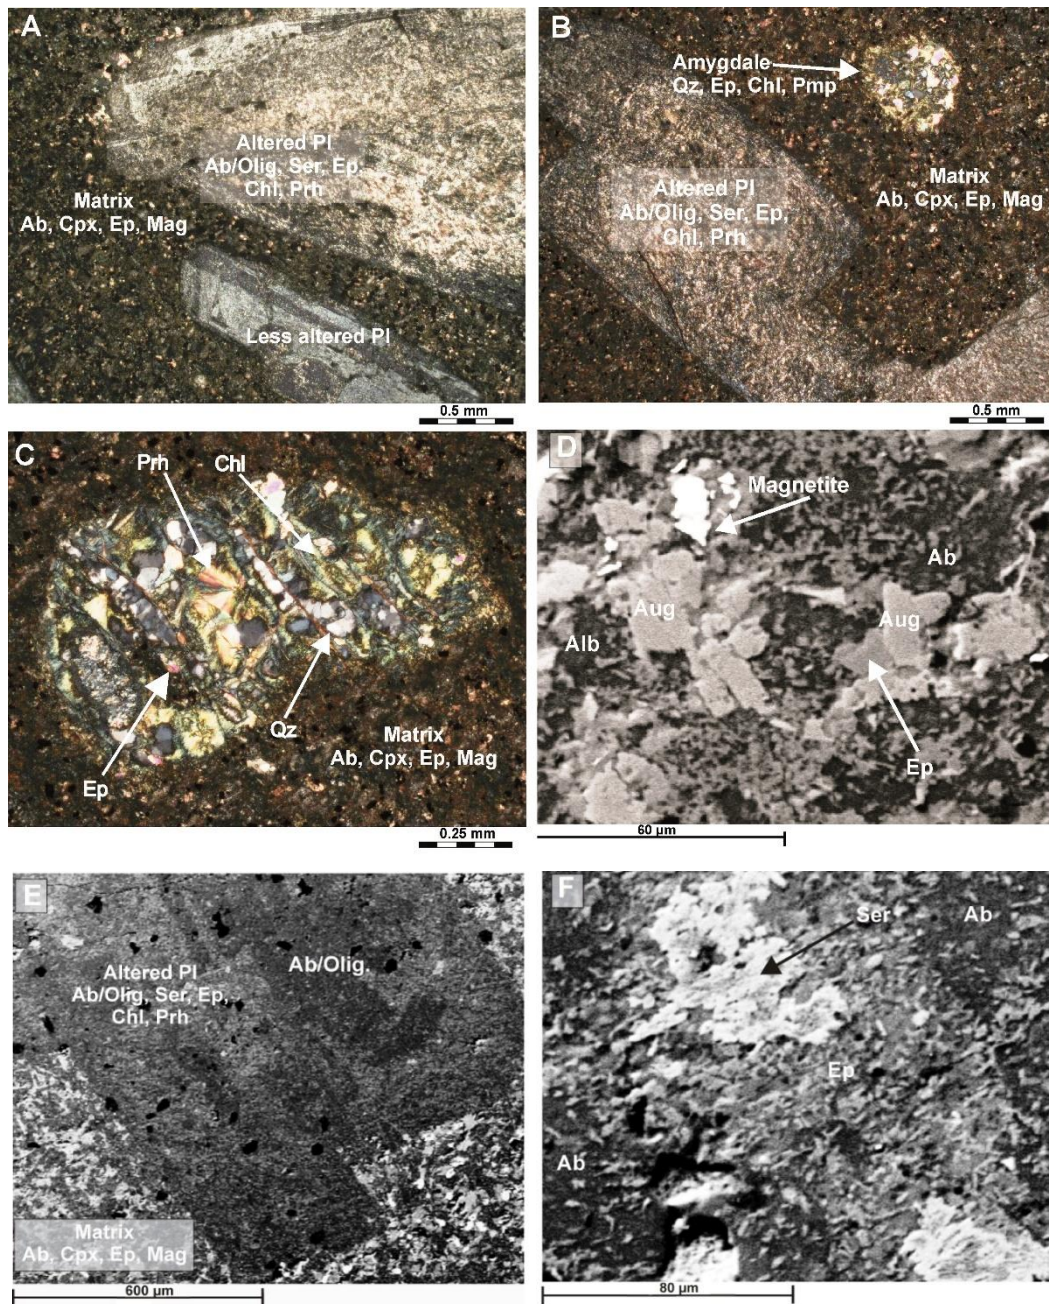 A
Altered Pl
Ab/Olig, Ser, Ep.
Chl, Prh
Matrix
Ab, Cpx, Ep, Mag
Less altered Pl
0.5 mm
B
Amygdale
Qz, Ep, Chl, Pmp
Altered Pl
Ab/Olig, Ser, Ep,
Chl, Prh
Matrix
Ab, Cpx, Ep, Mag
0.5 mm
C
Prh
Chl
Ep
Qz
Matrix
Ab, Cpx, Ep, Mag
0.25 mm
D
Magnetite
Ab
Aug
Aug
Alb
Ep
60 µm
E
Altered Pl
Ab/Olig, Ser, Ep,
Chl, Prh
Ab/Olig.
Matrix
Ab, Cpx, Ep, Mag
600 µm
F
Ser
Ab
Ep
Ab
80 µm